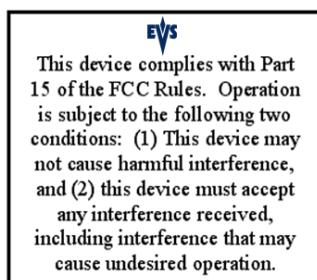 EVS
This device complies with Part
15 of the FCC Rules.  Operation
is subject to the following two
conditions:  (1) This device may
not cause harmful interference,
and (2) this device must accept
any interference received,
including interference that may
cause undesired operation.